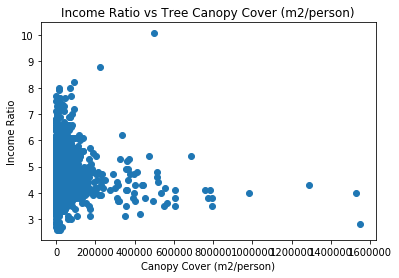 Income Ratio vs Tree Canopy Cover (m2/person)
Income Ratio
10
9
8
7
6
5
4
3
0 200000 400000 600000 800000 1000000 1200000 1400000 1600000
Canopy Cover (m2/person)